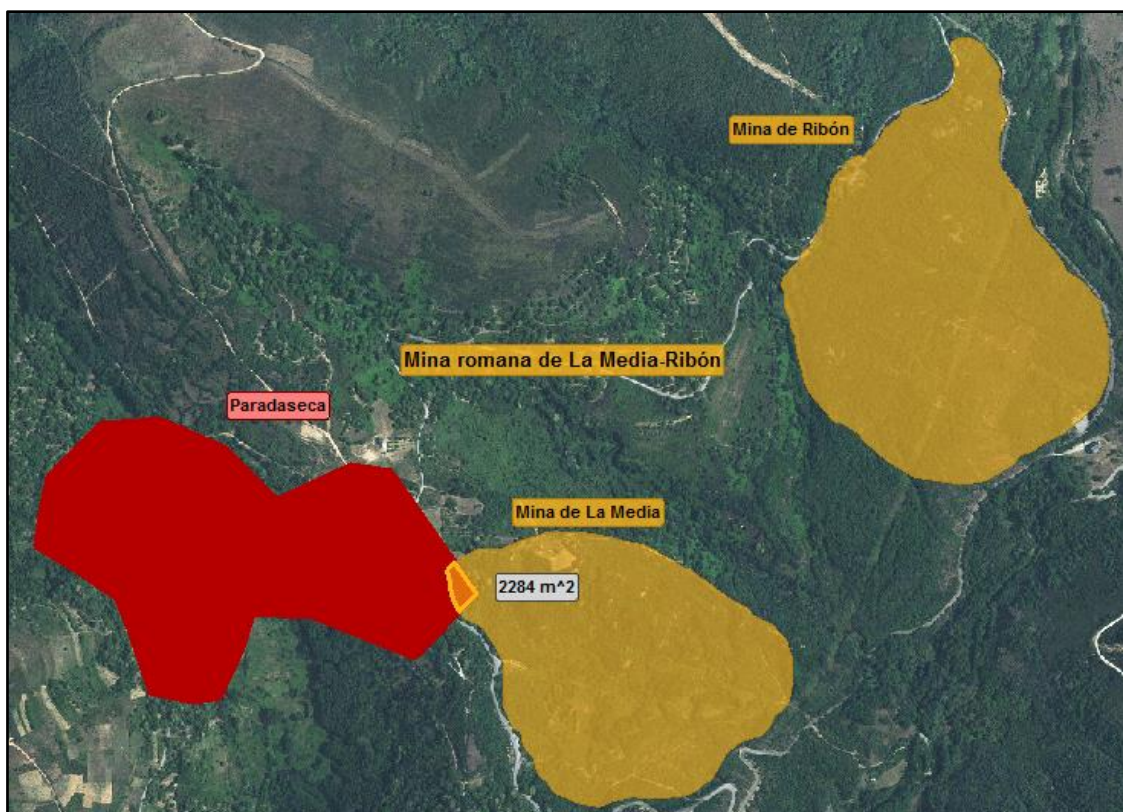 Mina de Ribón
Mina romana de La Media-Ribón
Paradaseca
Mina de La Media
2284 m^2